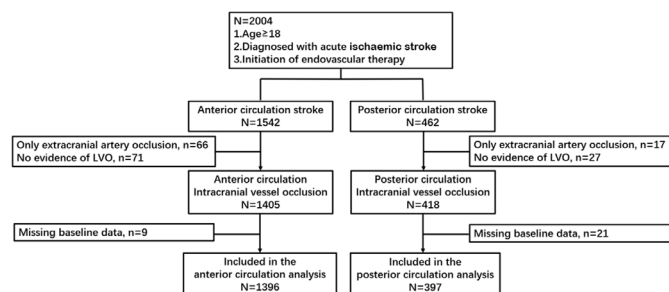 N=2004
1.Age≥18
2.Diagnosed with acute ischaemic stroke
3.Initiation of endovascular therapy
Anterior circulation stroke
N=1542
Posterior circulation stroke
N=462
Only extracranial artery occlusion, n=66
No evidence of LVO, n=71
Only extracranial artery occlusion, n=17
No evidence of LVO, n=27
Anterior circulation
Intracranial vessel occlusion
N=1405
Posterior circulation
Intracranial vessel occlusion
N=418
Missing baseline data, n=9
Missing baseline data, n=21
Included in the
anterior circulation analysis
N=1396
Included in the
posterior circulation analysis
N=397